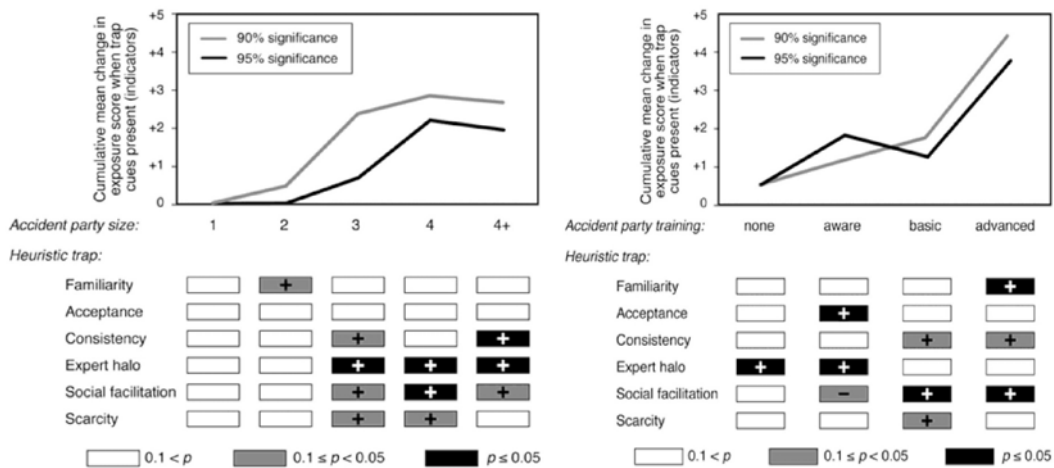 Cumulative mean change in
exposure score when trap
cues present (indicators)
+5
+4
+3
+2
+1
0
90% significance
95% significance
Accident party size: 1 2 3 4 4+
Heuristic trap:
Familiarity +
Acceptance
Consistency + +
Expert halo + + +
Social facilitation + + +
Scarcity + +
0.1 < p 0.1 ≤ p < 0.05 p ≤ 0.05
Cumulative mean change in
exposure score when trap
cues present (indicators)
+5
+4
+3
+2
+1
0
90% significance
95% significance
Accident party training: none aware basic advanced
Heuristic trap:
Familiarity +
Acceptance +
Consistency + +
Expert halo + +
Social facilitation − + +
Scarcity +
0.1 < p 0.1 ≤ p < 0.05 p ≤ 0.05